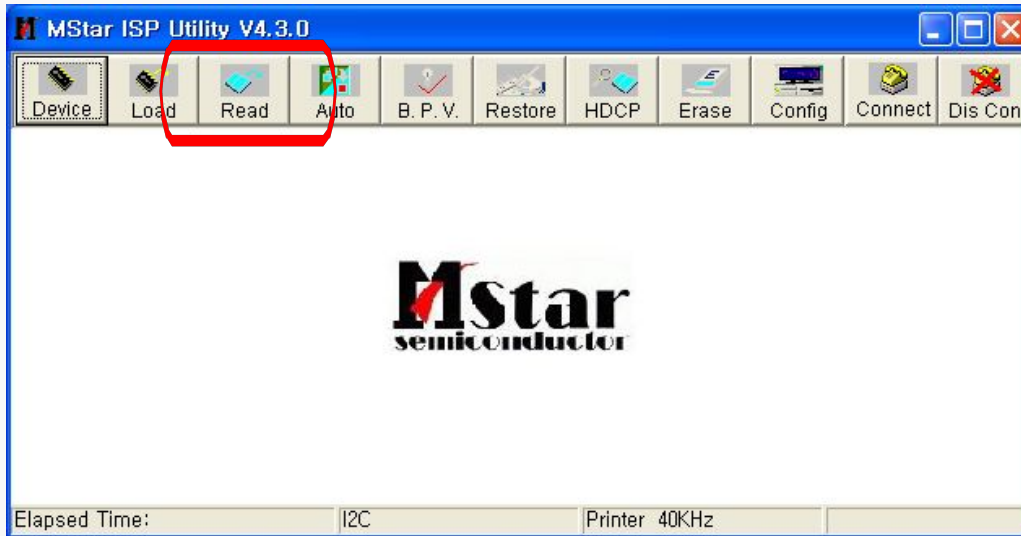 MStar ISP Utility V4.3.0
Device Load Read Auto B. P. V. Restore HDCP Erase Config Connect Dis Con
MStar
semiconductor
Elapsed Time: I2C Printer 40KHz